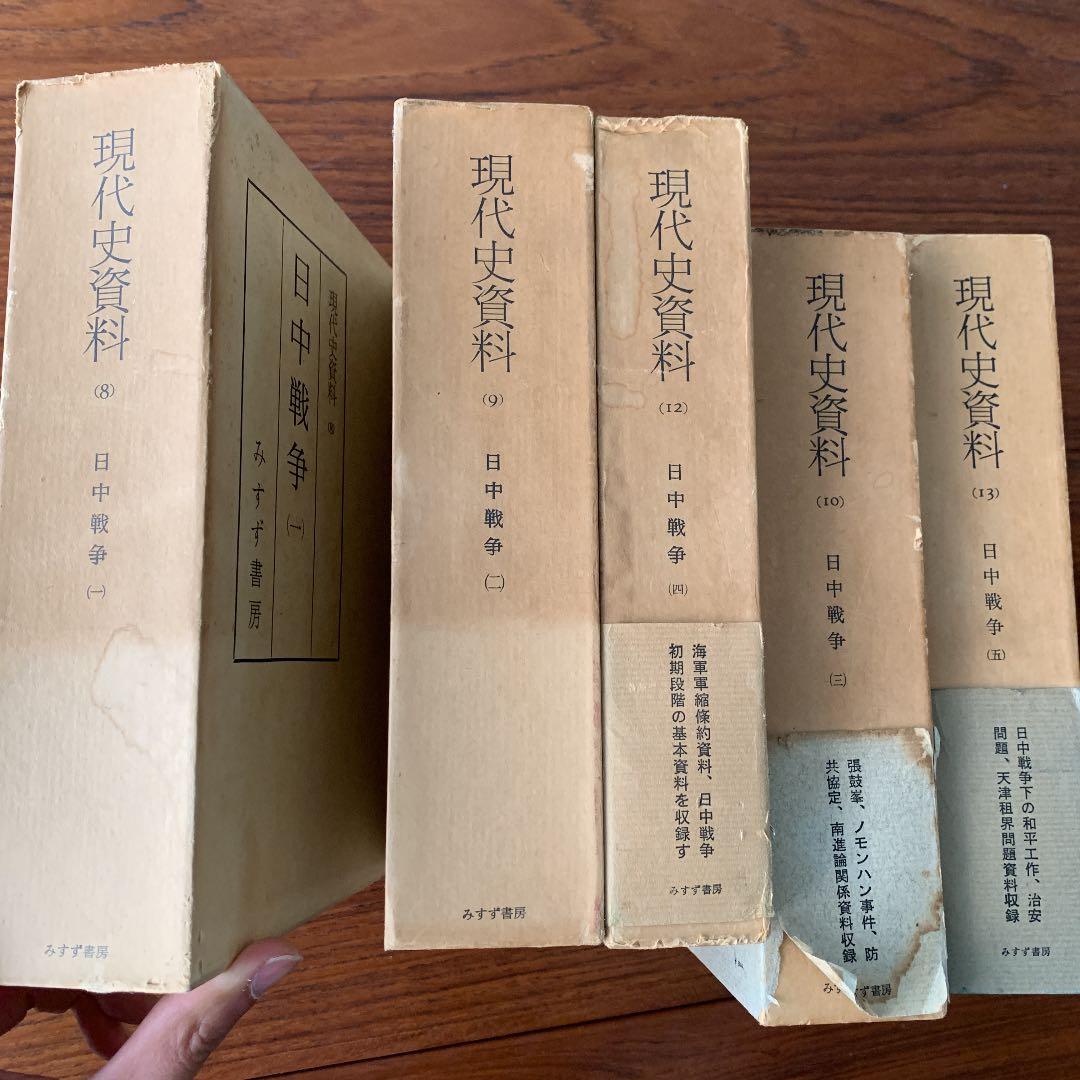 現代史資料
(8)
日中戦争
(一)
みすず書房
現代史資料
(8)
日中戦争
(一)
みすず書房
現代史資料
(9)
日中戦争
(二)
みすず書房
現代史資料
(12)
日中戦争
(四)
海軍軍縮條約資料、日中戦争
初期段階の基本資料を収録す
みすず書房
現代史資料
(10)
日中戦争
(三)
張鼓峯、ノモンハン事件、防
共協定、南進論関係資料収録
みすず書房
現代史資料
(13)
日中戦争
(五)
日中戦争下の和平工作、治安
問題、天津租界問題資料収録
みすず書房